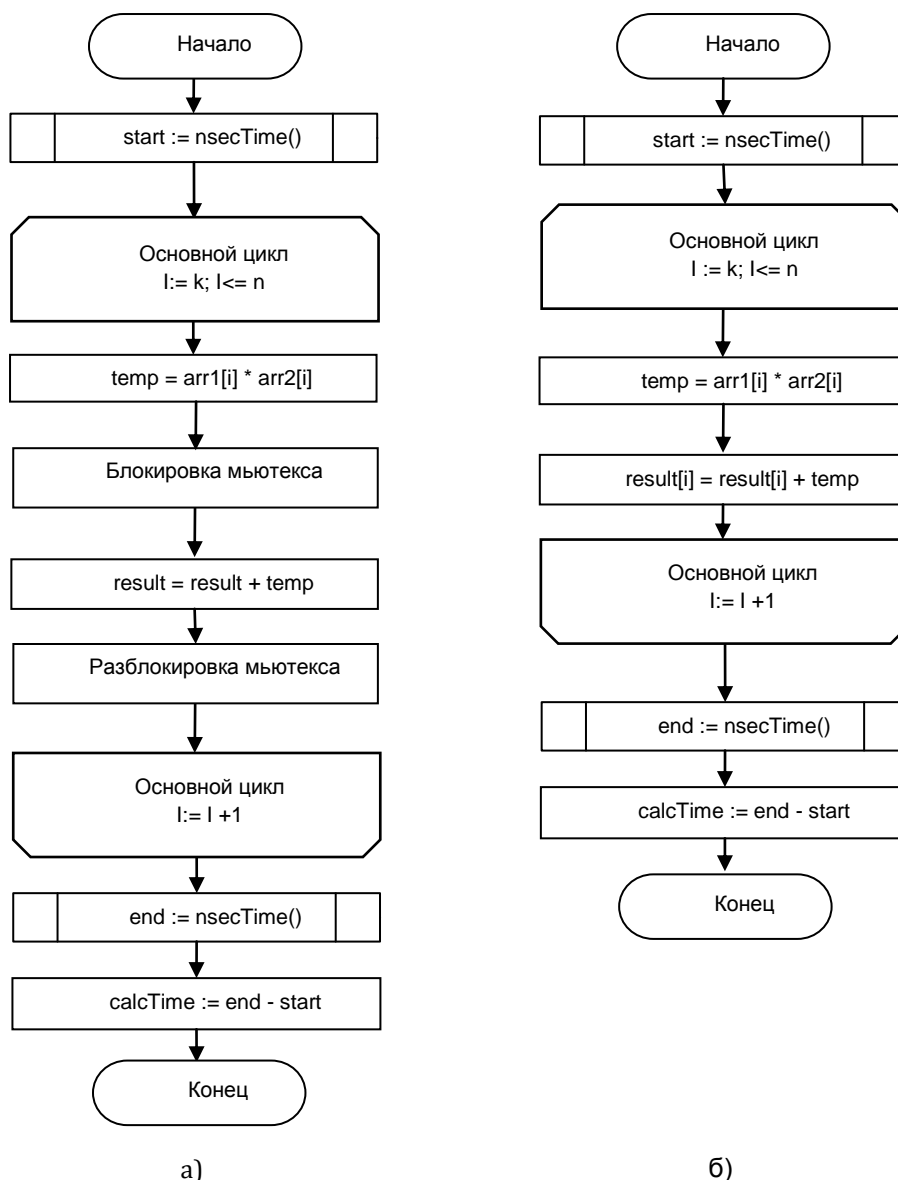 Начало
start := nsecTime()
Основной цикл
I:= k; I<= n
temp = arr1[i] * arr2[i]
Блокировка мьютекса
result = result + temp
Разблокировка мьютекса
Основной цикл
I:= I +1
end := nsecTime()
calcTime := end - start
Конец
а)
Начало
start := nsecTime()
Основной цикл
I := k; I<= n
temp = arr1[i] * arr2[i]
result[i] = result[i] + temp
Основной цикл
I:= I +1
end := nsecTime()
calcTime := end - start
Конец
б)